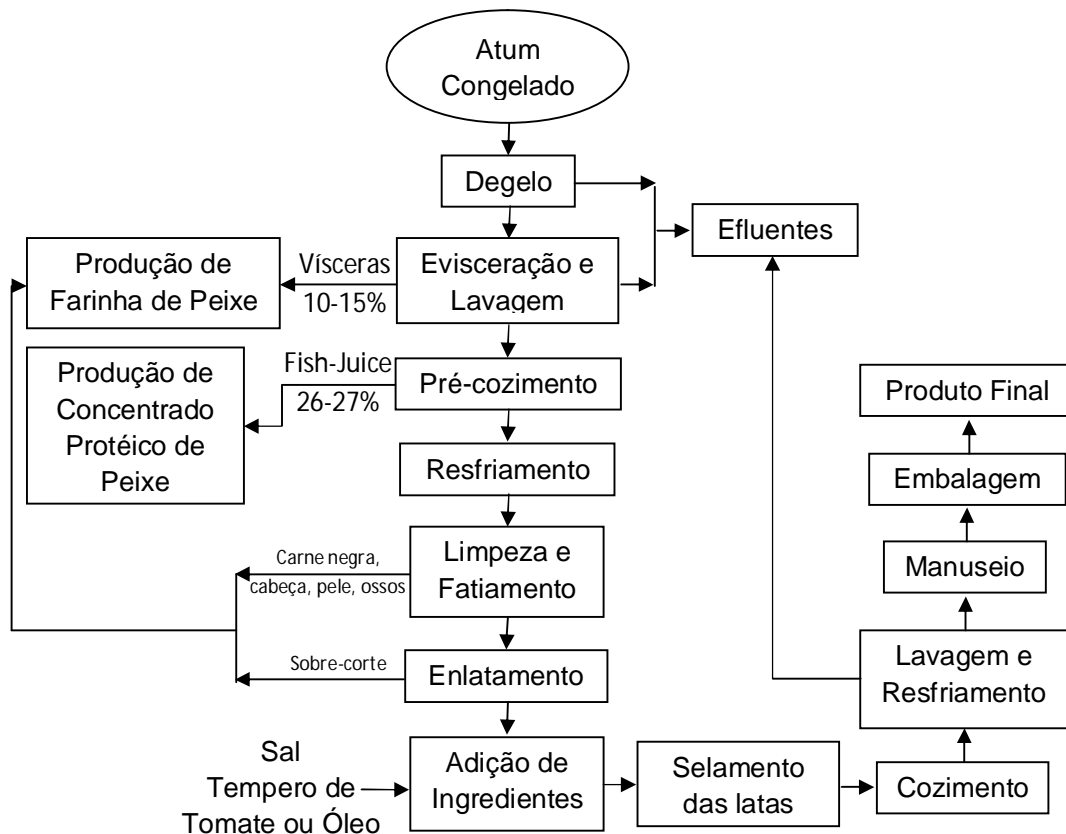 Atum
Congelado
Degelo
Efluentes
Produção de
Farinha de Peixe
Vísceras
10-15%
Evisceração e
Lavagem
Produção de
Concentrado
Protéico de
Peixe
Fish-Juice
26-27%
Pré-cozimento
Resfriamento
Carne negra,
cabeça, pele, ossos
Limpeza e
Fatiamento
Sobre-corte
Enlatamento
Sal
Tempero de
Tomate ou Óleo
Adição de
Ingredientes
Selamento
das latas
Cozimento
Lavagem e
Resfriamento
Manuseio
Embalagem
Produto Final